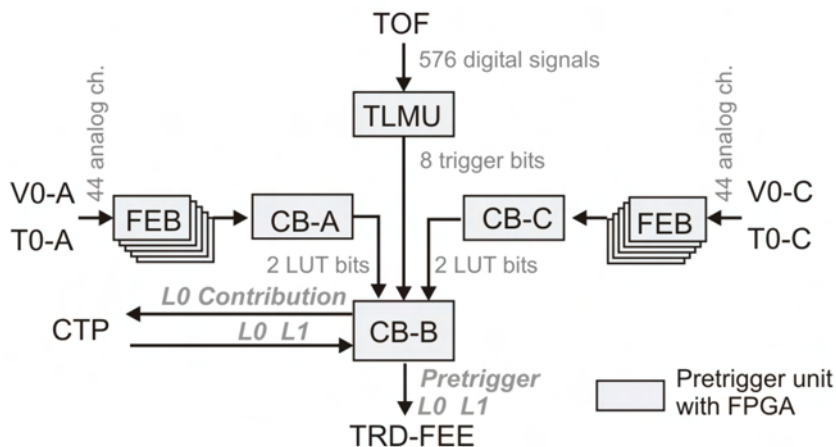 TOF
576 digital signals
TLMU
8 trigger bits
44 analog ch.
V0-A
T0-A
FEB
CB-A
2 LUT bits
44 analog ch.
V0-C
T0-C
FEB
CB-C
2 LUT bits
L0 Contribution
CTP
L0 L1
CB-B
Pretrigger
L0 L1
TRD-FEE
Pretrigger unit
with FPGA